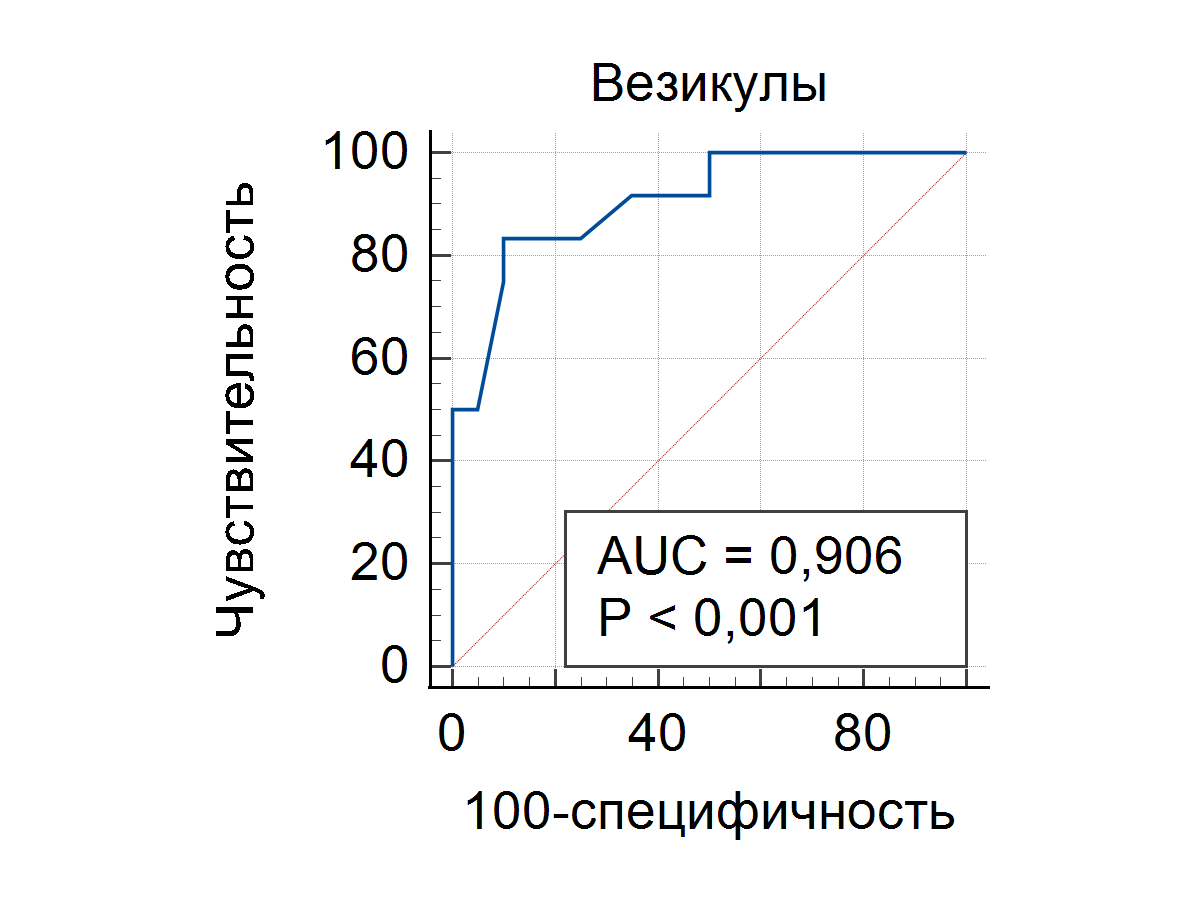 Везикулы
Чувствительность
100
80
60
40
20
0
AUC = 0,906
P < 0,001
0 40 80
100-специфичность